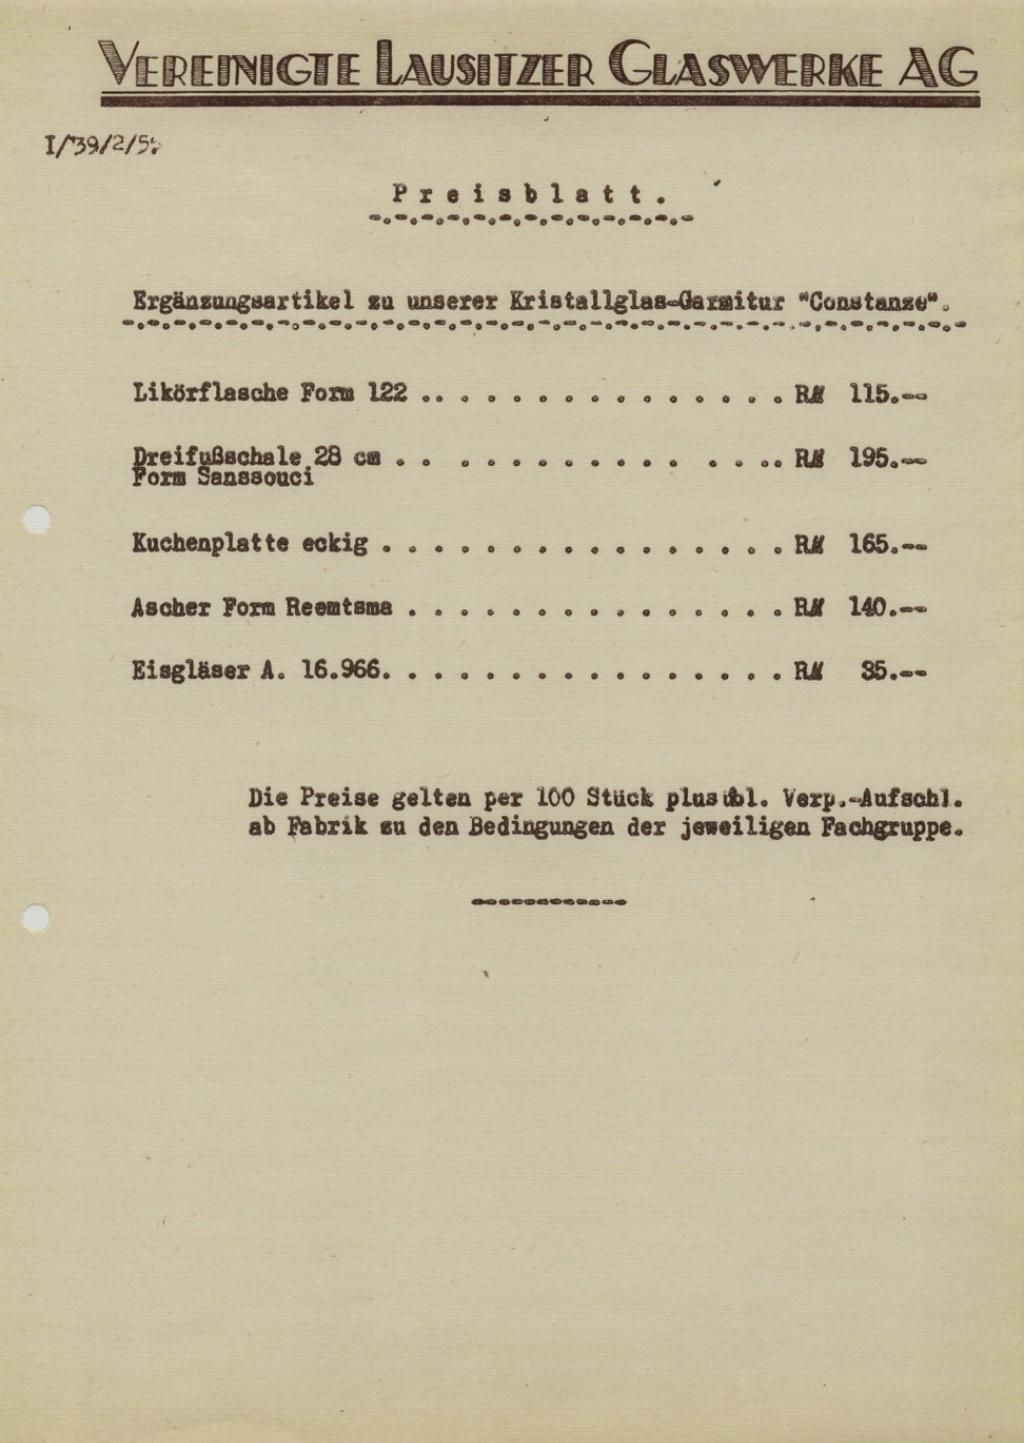 VEREINIGTE LAUSITZER GLASWERKE AG
I/39/2/5
Preisblatt.
Ergänzungsartikel zu unserer Kristallglas-Garnitur "Constanze".
Likörflasche Form 122 . . . . . . . . . . . . . . . . RM 115.--
Dreifußschale 28 cm . . . . . . . . . . . . . . . . RM 195.--
Form Sanssouci
Kuchenplatte eckig . . . . . . . . . . . . . . . . RM 165.--
Ascher Form Reemtsma . . . . . . . . . . . . . . . RM 140.--
Eisgläser A. 16.966. . . . . . . . . . . . . . . . RM 35.--
Die Preise gelten per 100 Stück plus übl. Verp.-Aufschl.
ab Fabrik zu den Bedingungen der jeweiligen Fachgruppe.